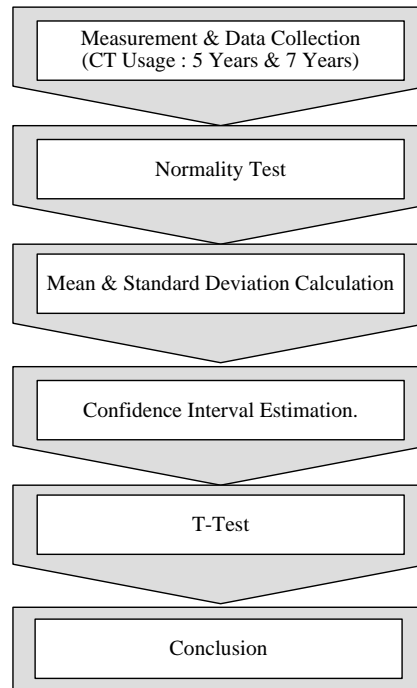 Measurement & Data Collection
(CT Usage : 5 Years & 7 Years)
Normality Test
Mean & Standard Deviation Calculation
Confidence Interval Estimation.
T-Test
Conclusion